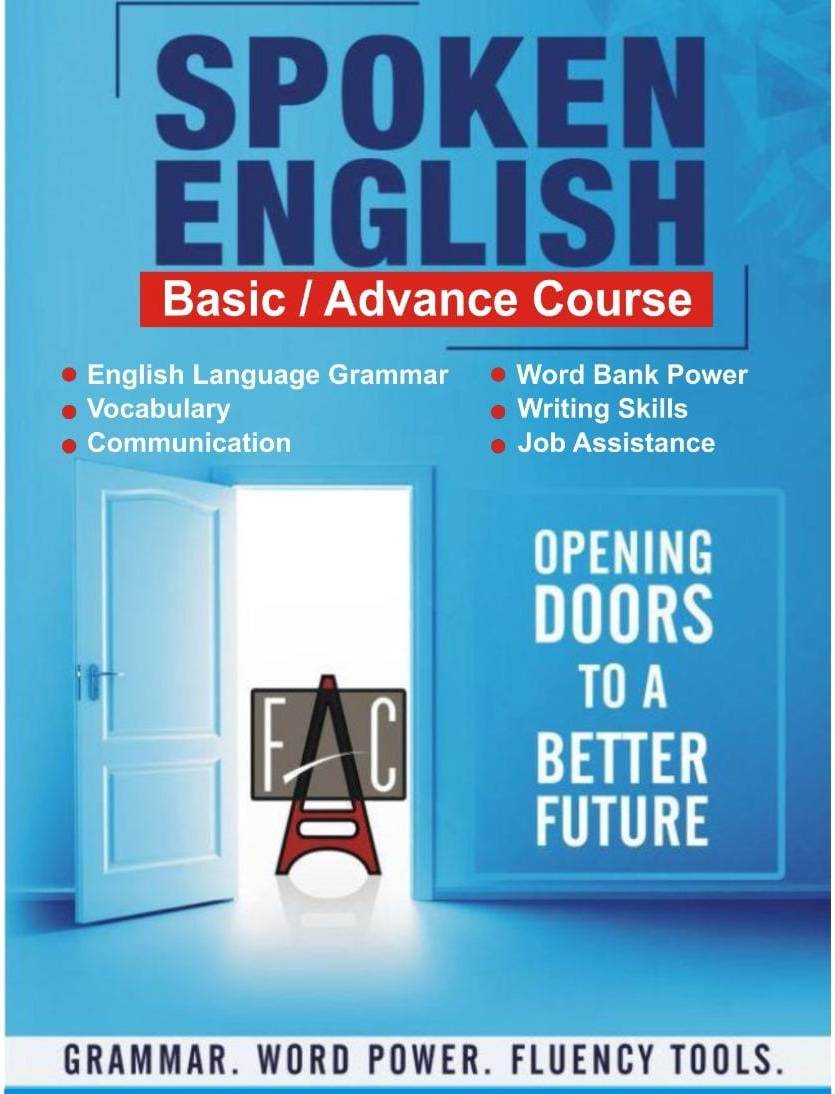 SPOKEN
ENGLISH
Basic / Advance Course
English Language Grammar
Vocabulary
Communication
Word Bank Power
Writing Skills
Job Assistance
OPENING
DOORS
TO A
BETTER
FUTURE
FAC
GRAMMAR. WORD POWER. FLUENCY TOOLS.